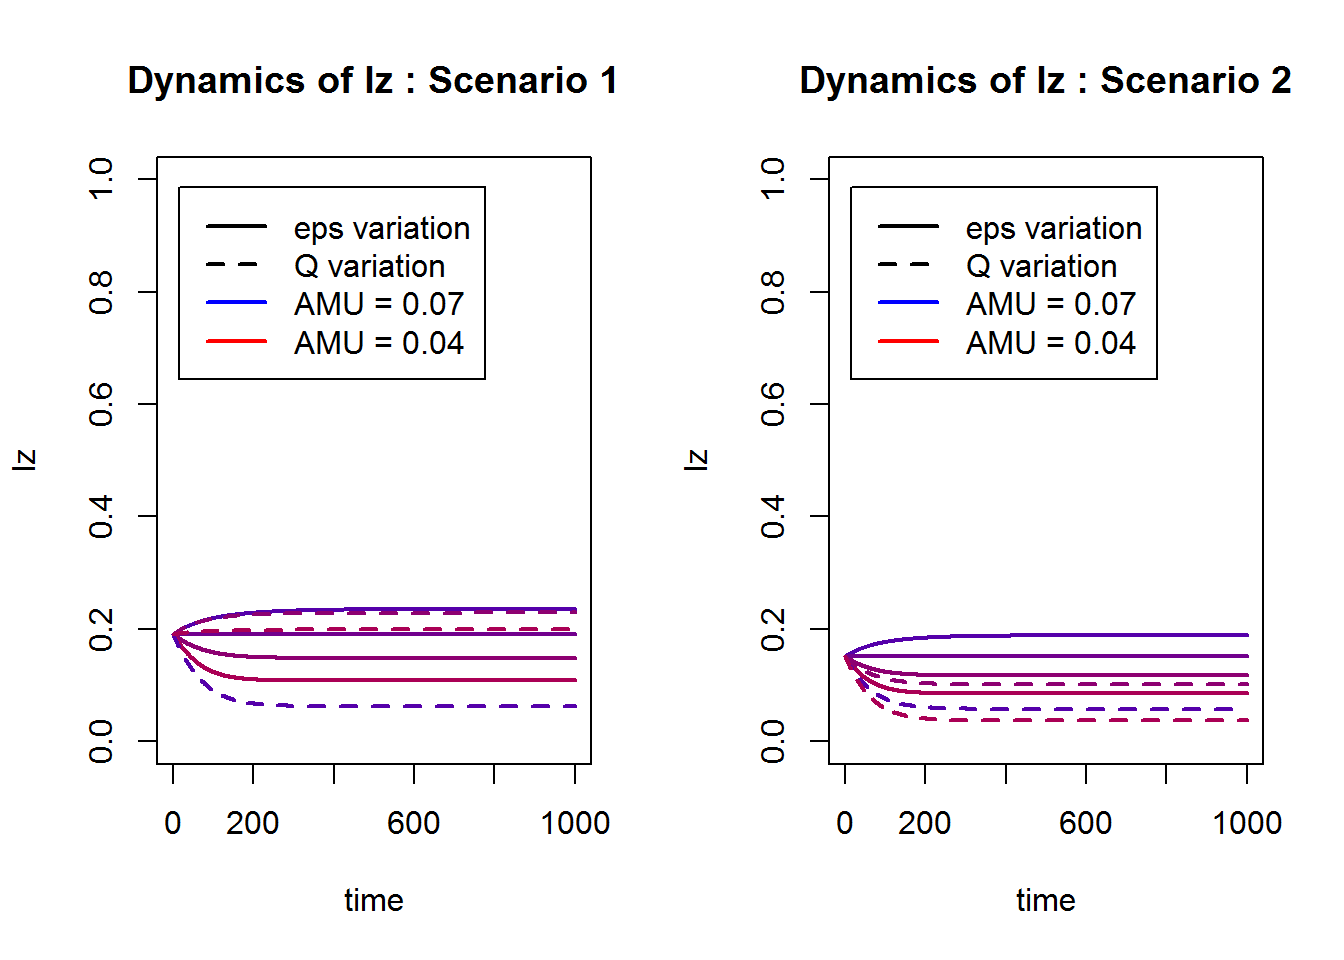 Dynamics of Iz : Scenario 1
Iz
1.0
0.8
0.6
0.4
0.2
0.0
eps variation
Q variation
AMU = 0.07
AMU = 0.04
0 200 600 1000
time
Dynamics of Iz : Scenario 2
Iz
1.0
0.8
0.6
0.4
0.2
0.0
eps variation
Q variation
AMU = 0.07
AMU = 0.04
0 200 600 1000
time